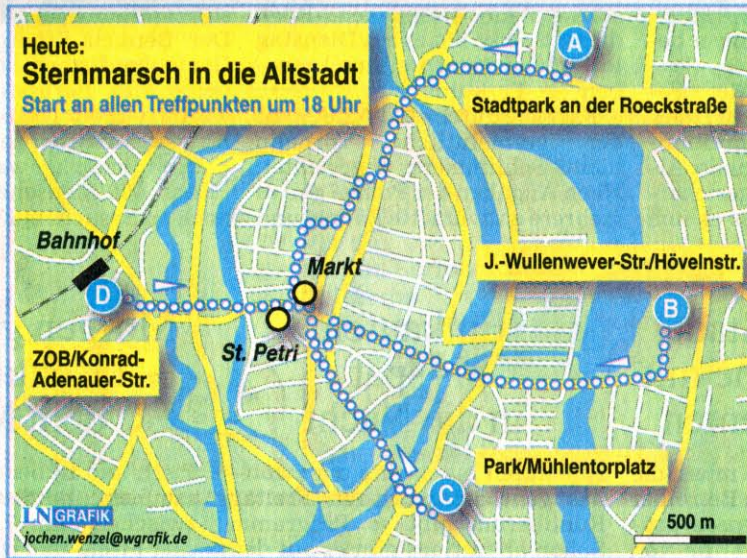 Heute:
Sternmarsch in die Altstadt
Start an allen Treffpunkten um 18 Uhr
A
Stadtpark an der Roeckstraße
Bahnhof
D
Markt
J.-Wullenwever-Str./Hövelnstr.
B
St. Petri
ZOB/Konrad-
Adenauer-Str.
Park/Mühlentorplatz
C
LN GRAFIK
jochen.wenzel@wgrafik.de
500 m